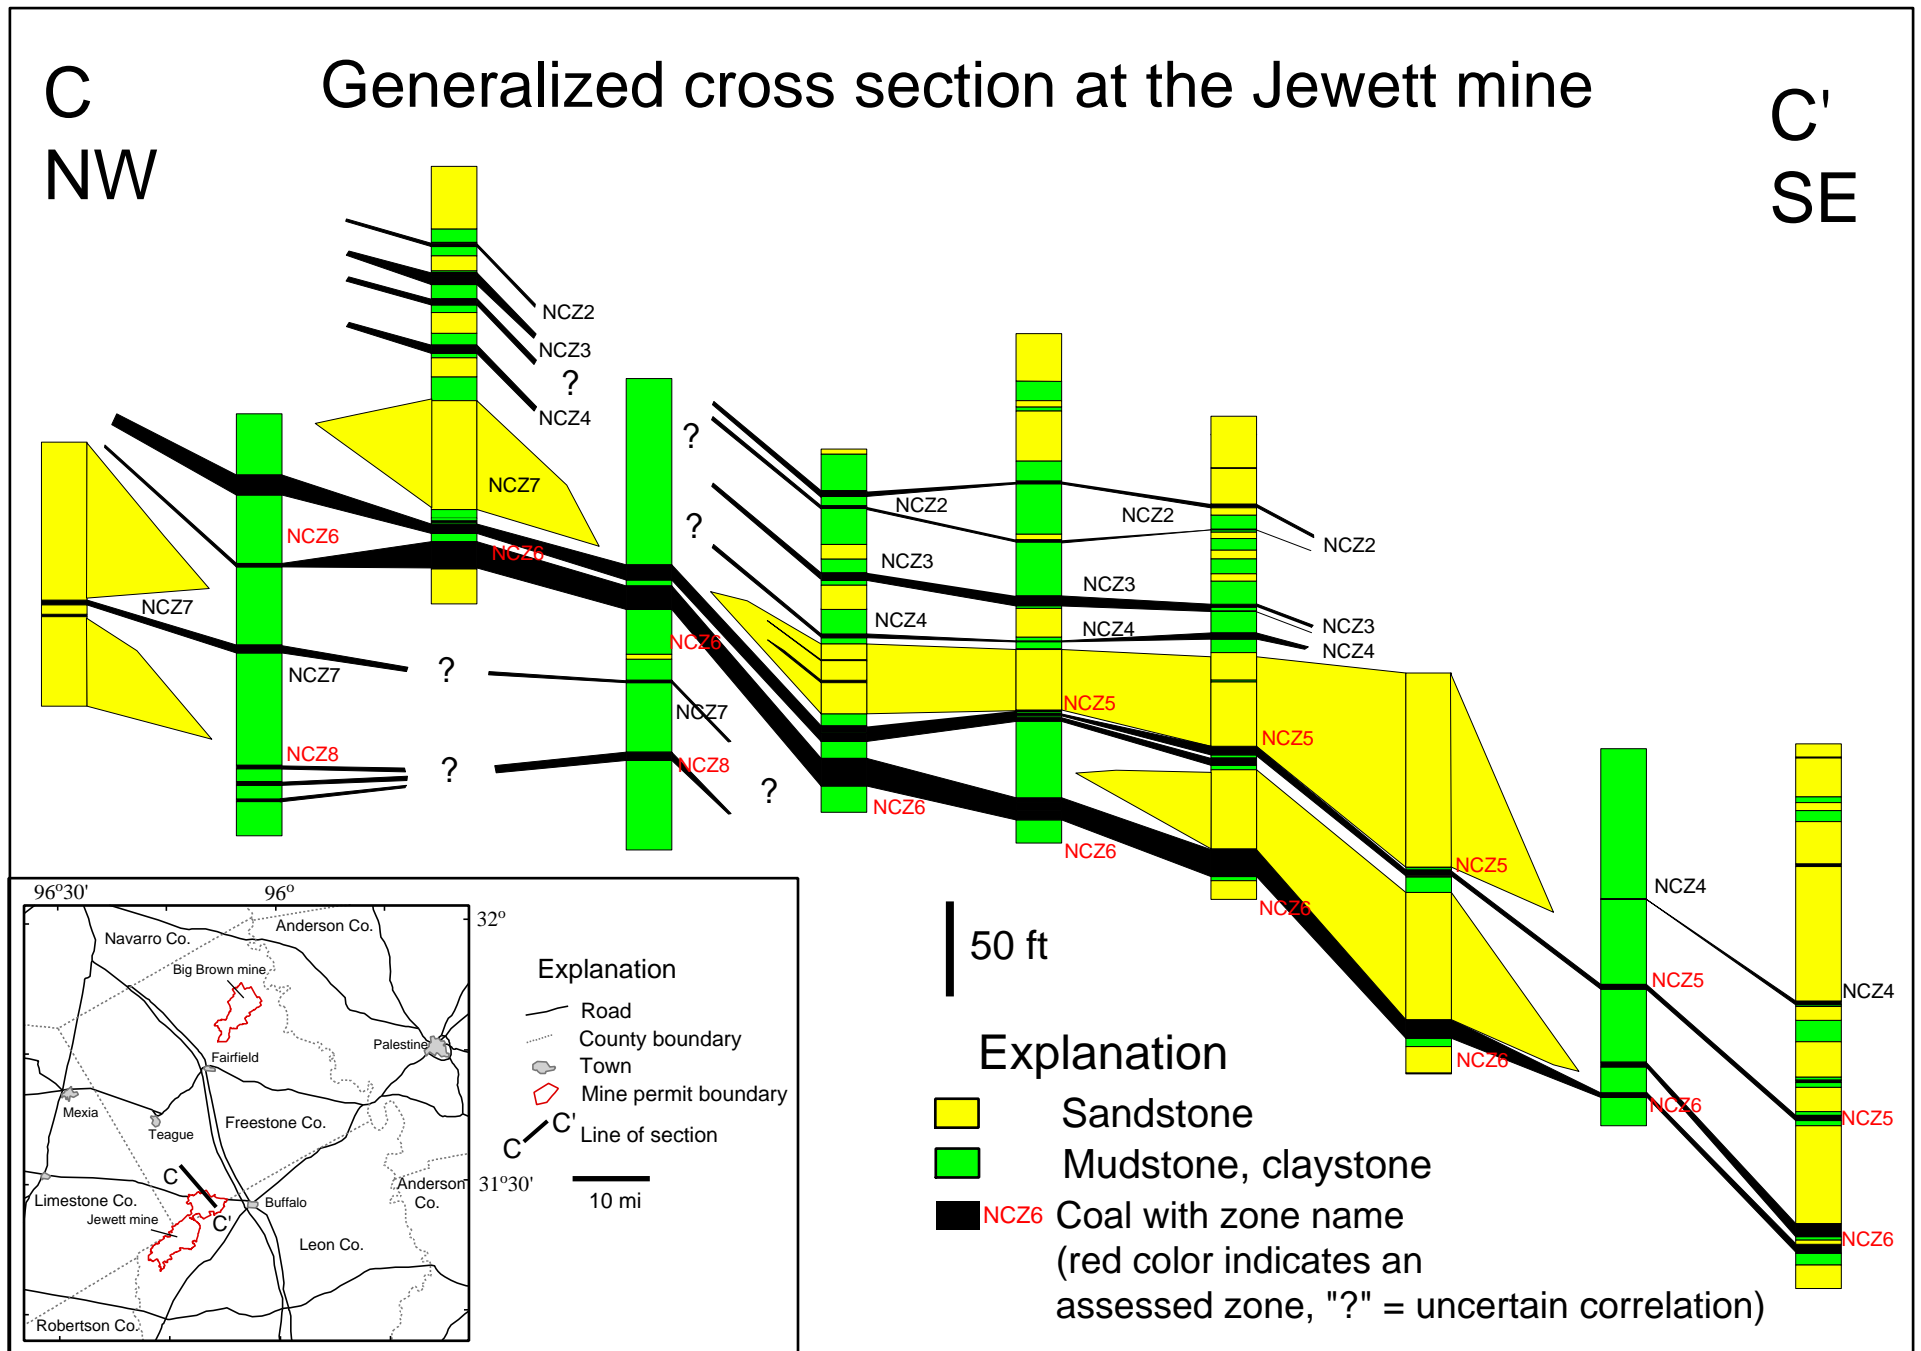 Generalized cross section at the Jewett mine
C
NW
C'
SE
NCZ2
NCZ3
?
NCZ4
NCZ7
NCZ6
NCZ6
NCZ7
NCZ7
NCZ8
?
?
NCZ6
NCZ7
NCZ8
?
?
?
NCZ2
NCZ3
NCZ4
NCZ6
NCZ2
NCZ3
NCZ4
NCZ5
NCZ6
NCZ2
NCZ3
NCZ4
NCZ5
NCZ6
NCZ5
NCZ6
NCZ4
NCZ5
NCZ6
NCZ4
NCZ5
NCZ6
50 ft
Explanation
Sandstone
Mudstone, claystone
NCZ6 Coal with zone name
(red color indicates an
assessed zone, "?" = uncertain correlation)
96°30'
96°
32°
31°30'
Navarro Co.
Anderson Co.
Big Brown mine
Palestine
Fairfield
Mexia
Teague
Freestone Co.
C
Limestone Co.
Jewett mine
C'
Buffalo
Anderson
Co.
Leon Co.
Robertson Co.
Explanation
Road
County boundary
Town
Mine permit boundary
C C' Line of section
10 mi